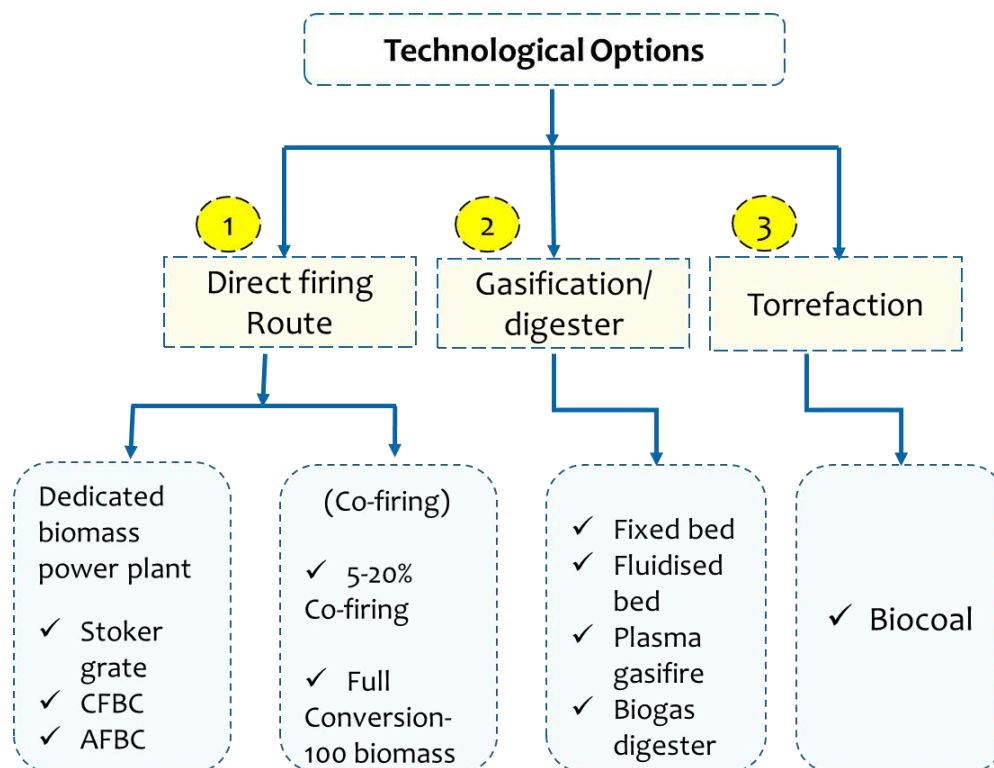 Technological Options
1
2
3
Direct firing
Route
Gasification/
digester
Torrefaction
Dedicated
biomass
power plant
✓ Stoker
grate
✓ CFBC
✓ AFBC
(Co-firing)
✓ 5-20%
Co-firing
✓ Full
Conversion-
100 biomass
✓ Fixed bed
✓ Fluidised
bed
✓ Plasma
gasifire
✓ Biogas
digester
✓ Biocoal